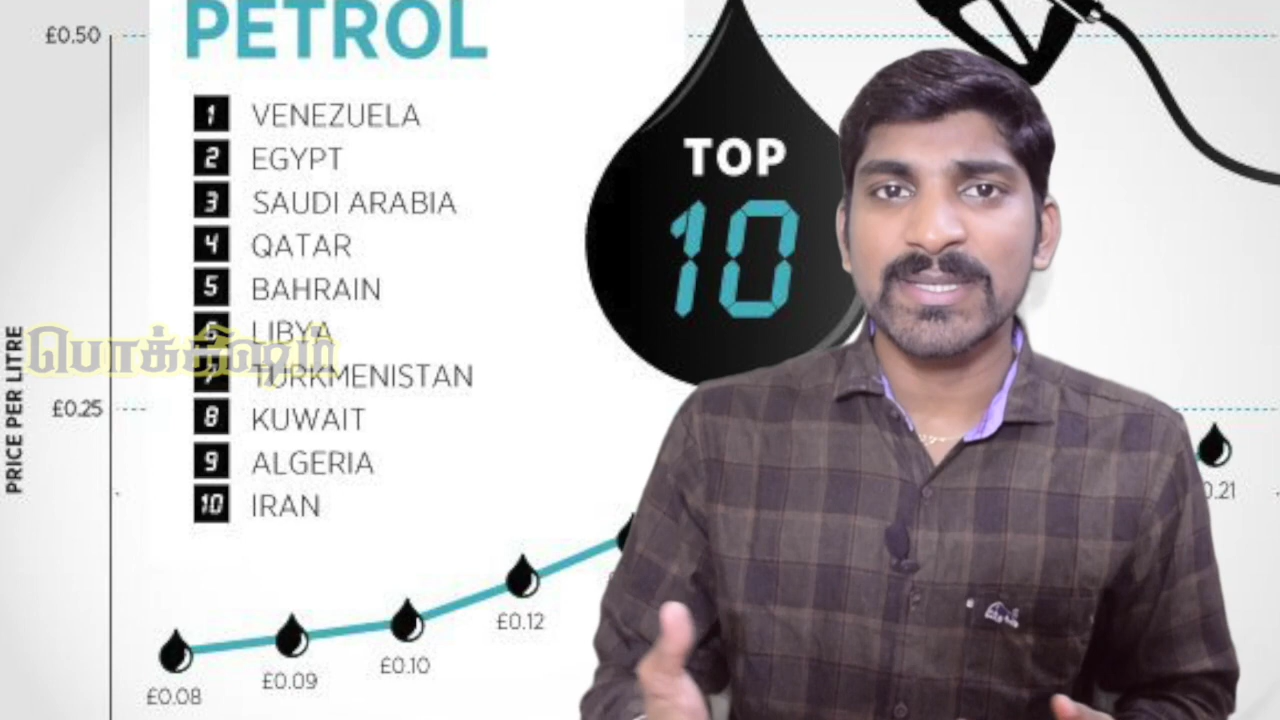 £0.50
PETROL
1 VENEZUELA
2 EGYPT
3 SAUDI ARABIA
4 QATAR
5 BAHRAIN
6 LIBYA
7 TURKMENISTAN
8 KUWAIT
9 ALGERIA
10 IRAN
TOP
10
பொக்கிஷம்
PRICE PER LITRE
£0.25
£0.08
£0.09
£0.10
£0.12
0.21